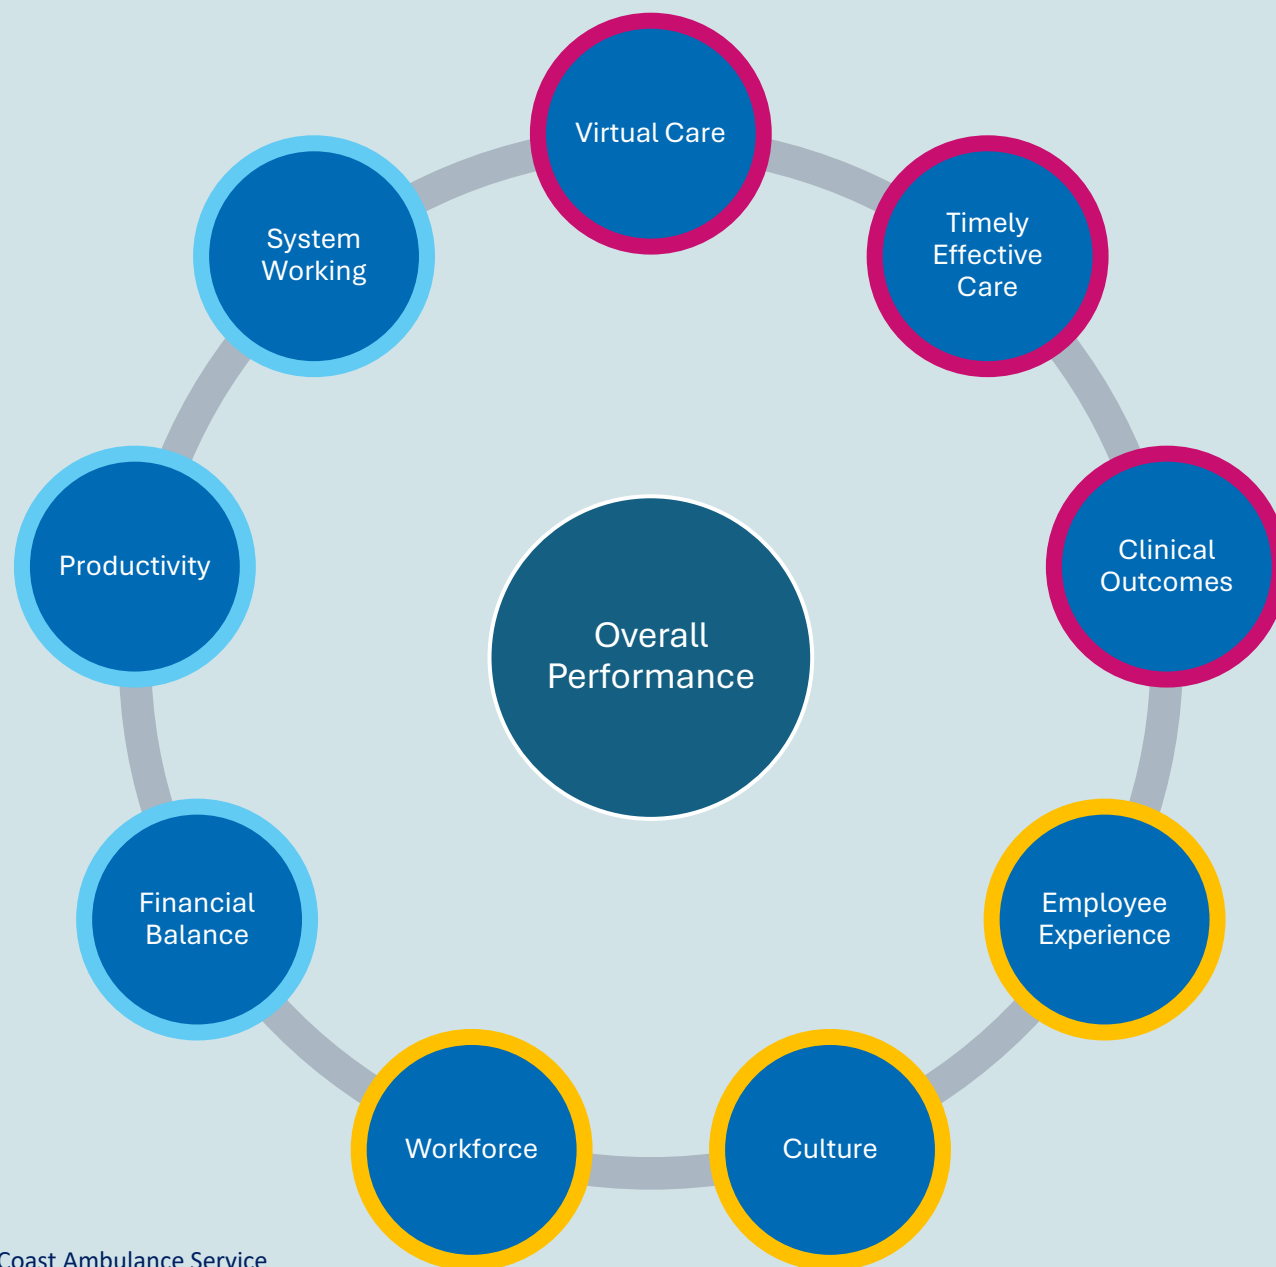 Virtual Care
Timely
Effective
Care
Clinical
Outcomes
Employee
Experience
Culture
Workforce
Financial
Balance
Productivity
System
Working
Overall
Performance
Coast Ambulance Service